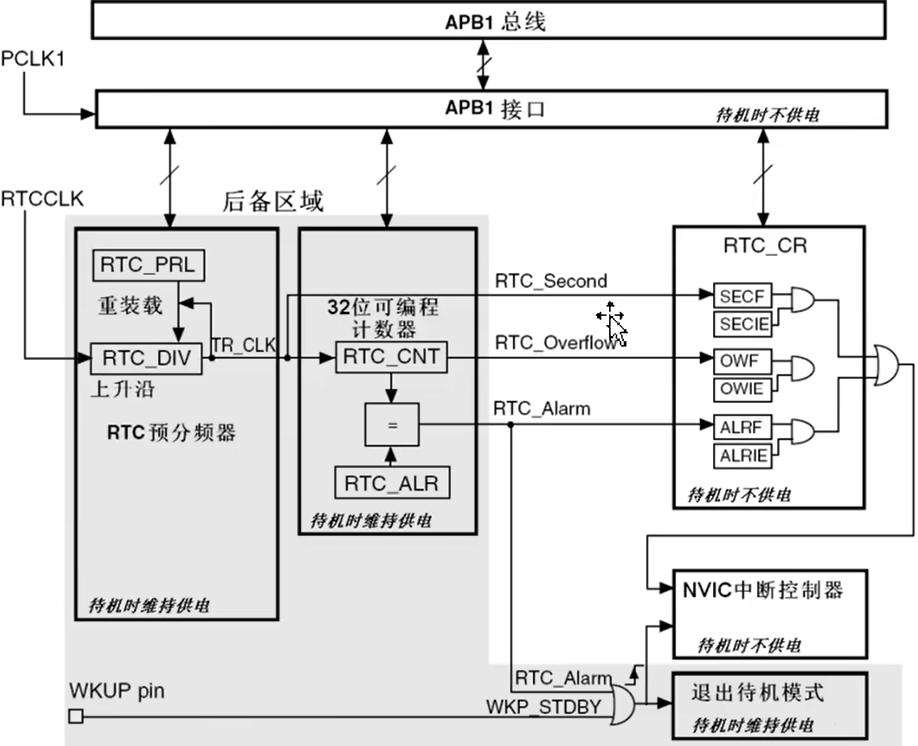 APB1 总线
PCLK1
APB1 接口
待机时不供电
RTCCLK
后备区域
RTC_PRL
重装载
RTC_DIV
TR_CLK
上升沿
RTC预分频器
待机时维持供电
32位可编程
计数器
RTC_CNT
=
RTC_ALR
待机时维持供电
RTC_Second
RTC_Overflow
RTC_Alarm
RTC_CR
SECF
SECIE
OWF
OWIE
ALRF
ALRIE
待机时不供电
NVIC中断控制器
待机时不供电
RTC_Alarm
WKUP pin
WKP_STDBY
退出待机模式
待机时维持供电